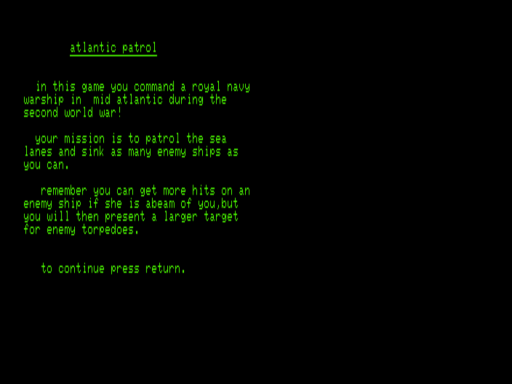 atlantic patrol
in this game you command a royal navy
warship in  mid atlantic during the
second world war!
your mission is to patrol the sea
lanes and sink as many enemy ships as
you can.
remember you can get more hits on an
enemy ship if she is abeam of you,but
you will then present a larger target
for enemy torpedoes.
to continue press return.